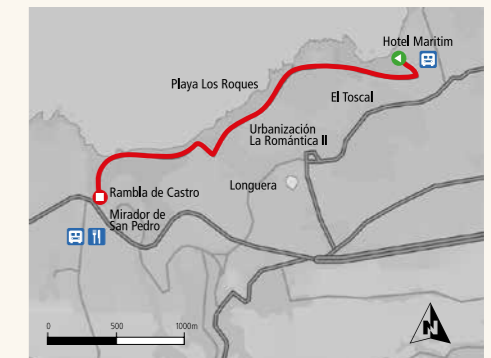 Hotel Maritim
Playa Los Roques
El Toscal
Urbanización
La Romántica II
Longuera
Rambla de Castro
Mirador de
San Pedro
0 500 1000m
N